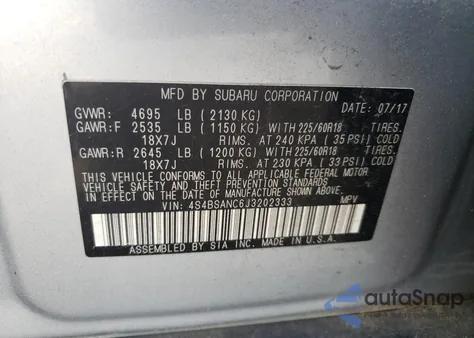 MFD BY SUBARU CORPORATION
GVWR: 4695 LB (2130 KG) DATE: 07/17
GAWR:F 2535 LB (1150 KG) WITH 225/60R18 TIRES.
18X7J RIMS. AT 240 KPA (35 PSI) COLD
GAWR:R 2645 LB (1200 KG) WITH 225/60R18 TIRES.
18X7J RIMS. AT 230 KPA (33 PSI) COLD
THIS VEHICLE CONFORMS TO ALL APPLICABLE FEDERAL MOTOR
VEHICLE SAFETY AND BUMPER STANDARDS
IN EFFECT ON THE DATE OF MANUFACTURE SHOWN ABOVE.
VIN: 4S4BSANC6J3202333 MPV
ASSEMBLED BY SIA INC. MADE IN U.S.A.
autoSnap